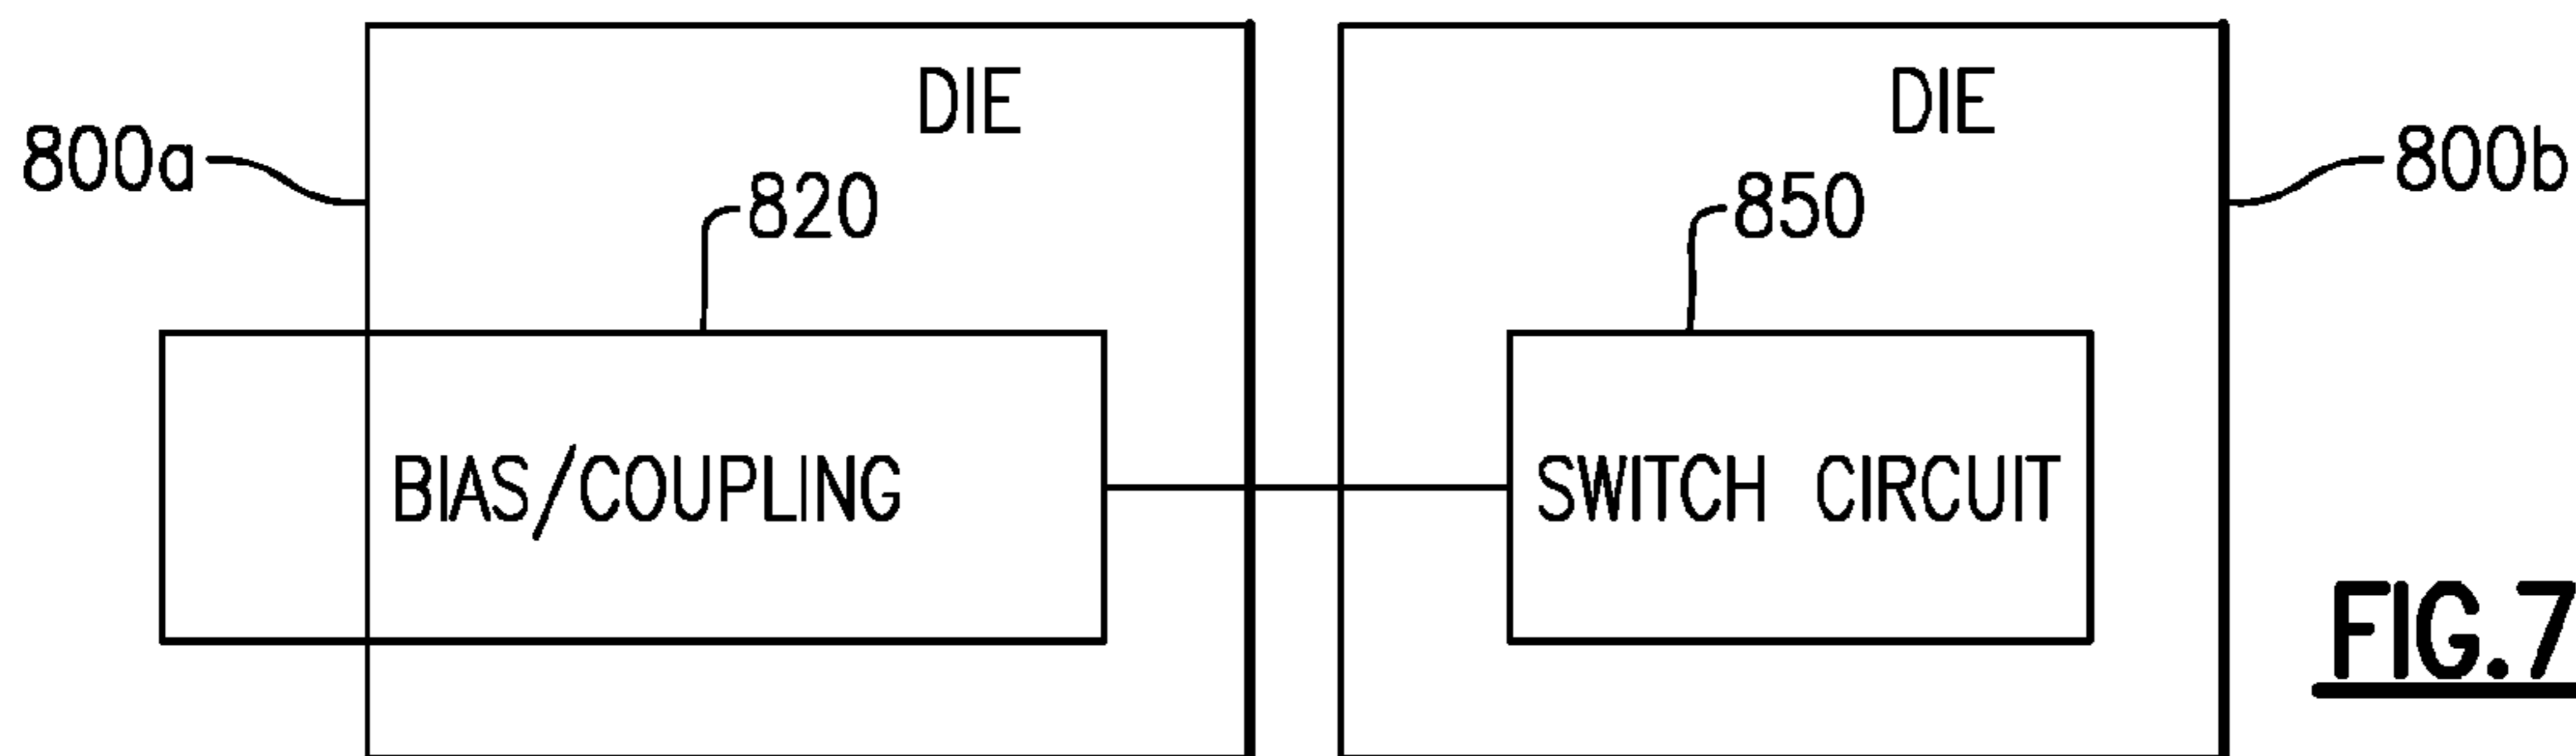 DIE
DIE
800a
800b
820
850
BIAS/COUPLING
SWITCH CIRCUIT
FIG.7